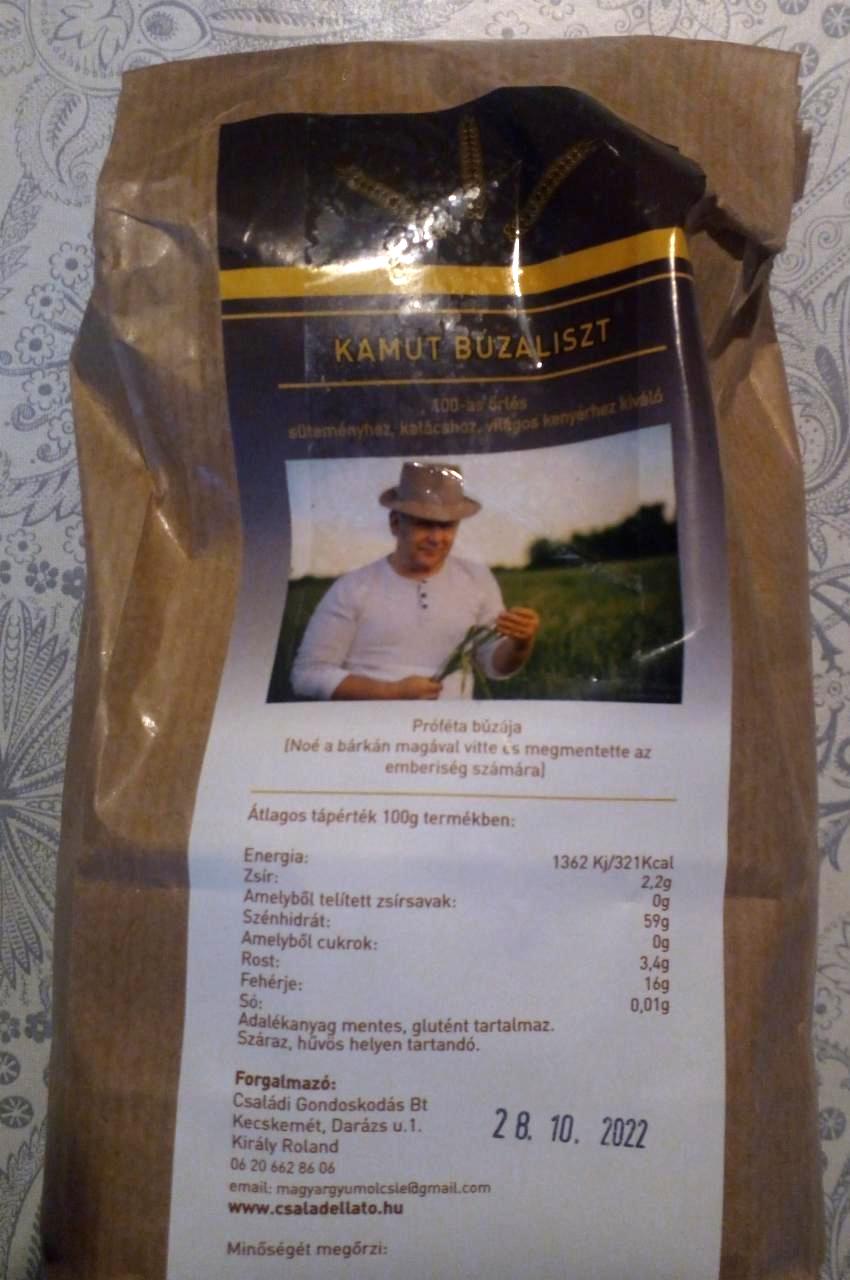 KAMUT BÚZALISZT
100-as őrlés
süteményhez, kalácshoz, világos kenyérhez kiváló
Próféta búzája
(Noé a bárkán magával vitte és megmentette az
emberiség számára)
Átlagos tápérték 100g termékben:
Energia: 1362 Kj/321Kcal
Zsír: 2,2g
Amelyből telített zsírsavak: 0g
Szénhidrát: 59g
Amelyből cukrok: 0g
Rost: 3,4g
Fehérje: 16g
Só: 0,01g
Adalékanyag mentes, glutént tartalmaz.
Száraz, hűvös helyen tartandó.
Forgalmazó:
Családi Gondoskodás Bt
Kecskemét, Darázs u.1.
Király Roland
06 20 662 86 06
email: magyargyumolcsle@gmail.com
www.csaladellato.hu
28. 10. 2022
Minőségét megőrzi: